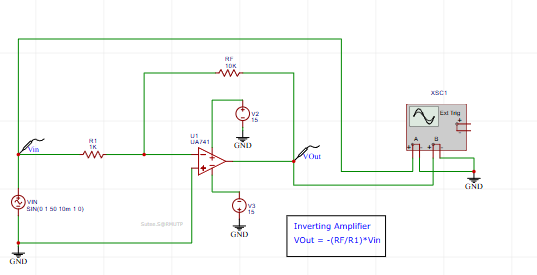 RF
10K
XSC1
Ext Trig
A
B
V2
15
GND
U1
UA741
R1
1K
Vin
VOut
GND
VIN
SIN(0 1 50 10m 1 0)
V3
15
GND
GND
Inverting Amplifier
VOut = -(RF/R1)*Vin